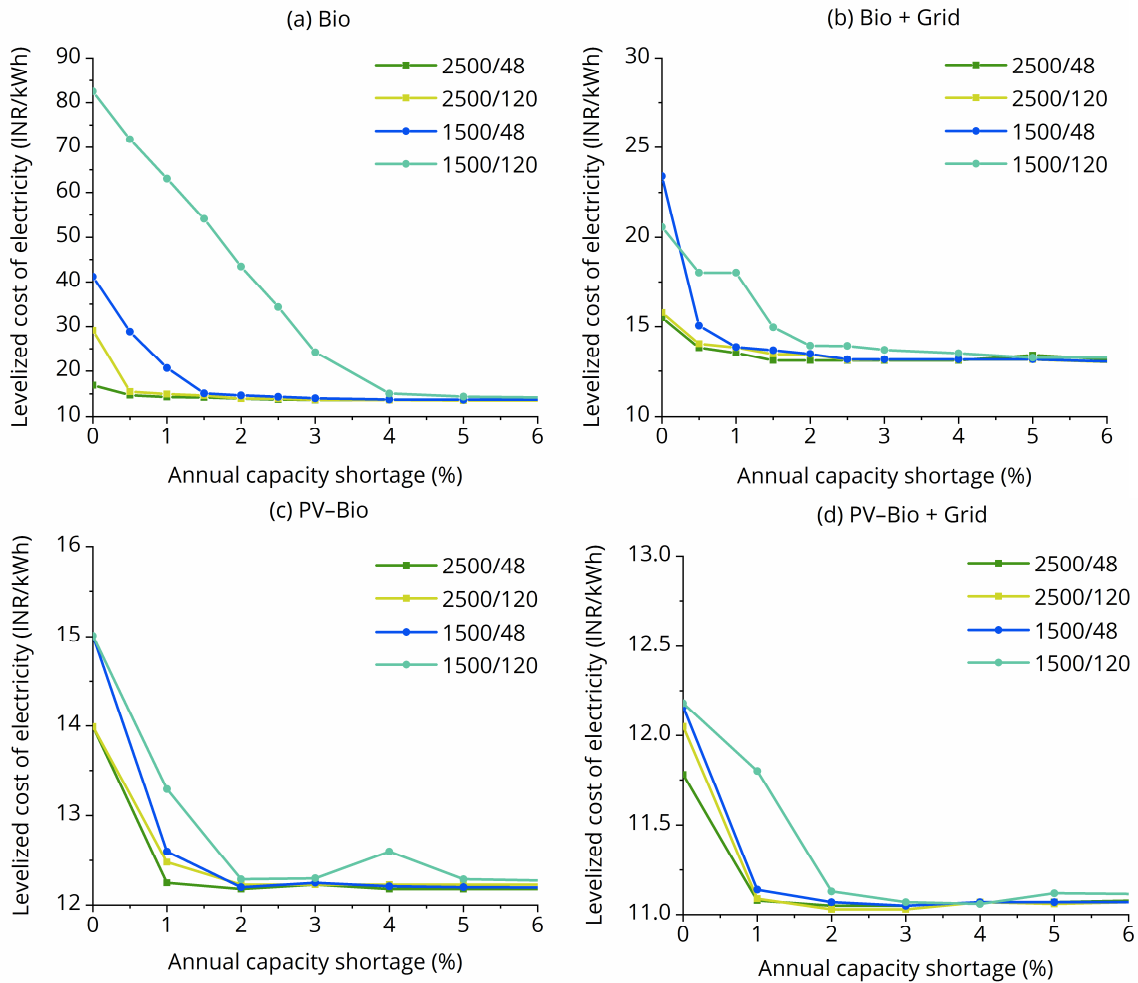 (a) Bio
Levelized cost of electricity (INR/kWh)
90
80
70
60
50
40
30
20
10
2500/48
2500/120
1500/48
1500/120
0 1 2 3 4 5 6
Annual capacity shortage (%)
(b) Bio + Grid
Levelized cost of electricity (INR/kWh)
30
25
20
15
10
2500/48
2500/120
1500/48
1500/120
0 1 2 3 4 5 6
Annual capacity shortage (%)
(c) PV–Bio
Levelized cost of electricity (INR/kWh)
16
15
14
13
12
2500/48
2500/120
1500/48
1500/120
0 1 2 3 4 5 6
Annual capacity shortage (%)
(d) PV–Bio + Grid
Levelized cost of electricity (INR/kWh)
13.0
12.5
12.0
11.5
11.0
2500/48
2500/120
1500/48
1500/120
0 1 2 3 4 5 6
Annual capacity shortage (%)